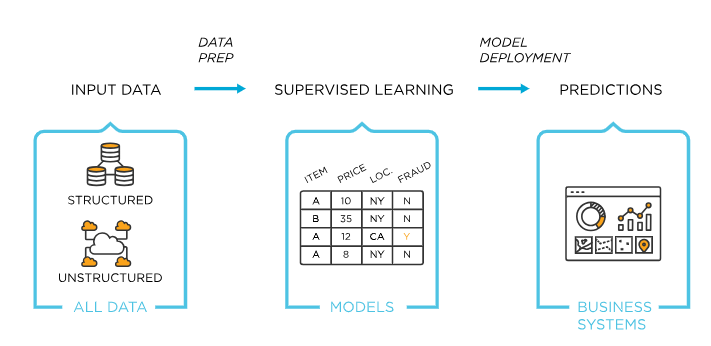 DATA
PREP
MODEL
DEPLOYMENT
INPUT DATA
SUPERVISED LEARNING
PREDICTIONS
STRUCTURED
UNSTRUCTURED
ALL DATA
ITEM PRICE LOC. FRAUD
A 10 NY N
B 35 NY N
A 12 CA Y
A 8 NY N
MODELS
BUSINESS
SYSTEMS